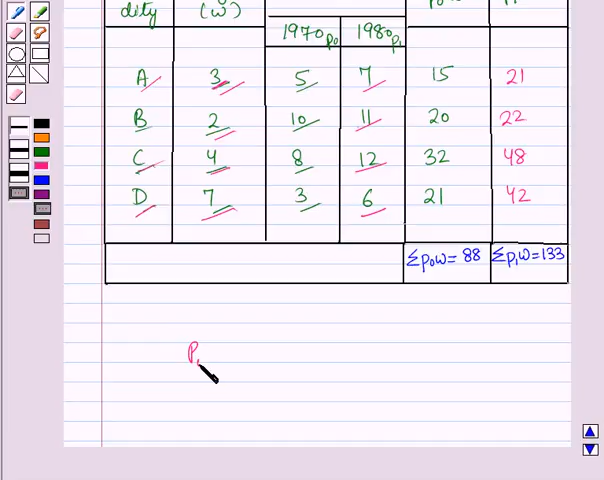 dity (w) p₀w
1970 p₀ 1980 p₁
A 3 5 7 15 21
B 2 10 11 20 22
C 4 8 12 32 48
D 7 3 6 21 42
Σp₀w = 88 Σp₁w = 133
P.